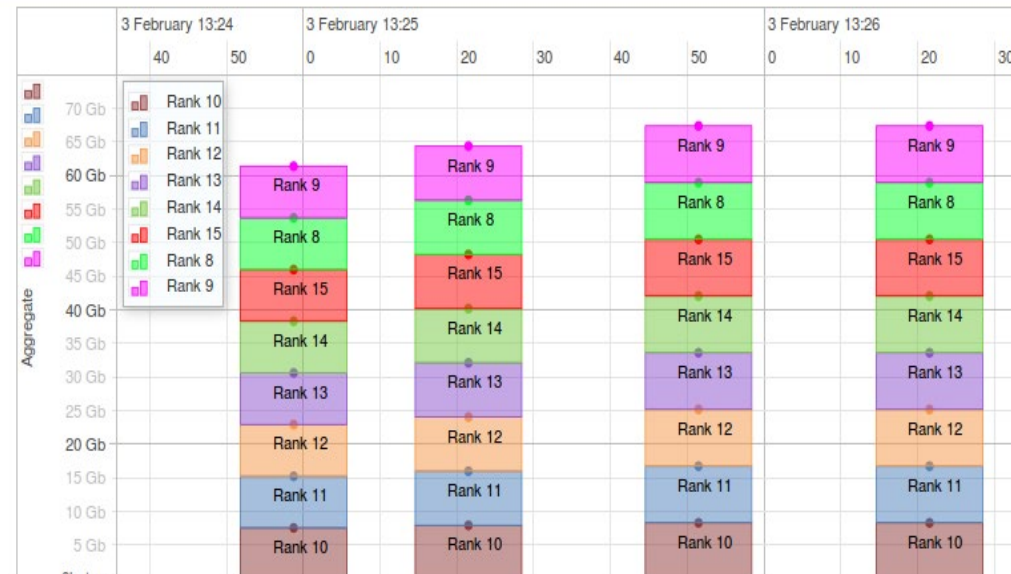 3 February 13:24 3 February 13:25 3 February 13:26
40 50 0 10 20 30 40 50 0 10 20 30
70 Gb
65 Gb
60 Gb
55 Gb
50 Gb
45 Gb
40 Gb
35 Gb
30 Gb
25 Gb
20 Gb
15 Gb
10 Gb
5 Gb
Aggregate
Rank 10
Rank 11
Rank 12
Rank 13
Rank 14
Rank 15
Rank 8
Rank 9
Rank 9
Rank 8
Rank 15
Rank 14
Rank 13
Rank 12
Rank 11
Rank 10
Rank 9
Rank 8
Rank 15
Rank 14
Rank 13
Rank 12
Rank 11
Rank 10
Rank 9
Rank 8
Rank 15
Rank 14
Rank 13
Rank 12
Rank 11
Rank 10
Rank 9
Rank 8
Rank 15
Rank 14
Rank 13
Rank 12
Rank 11
Rank 10